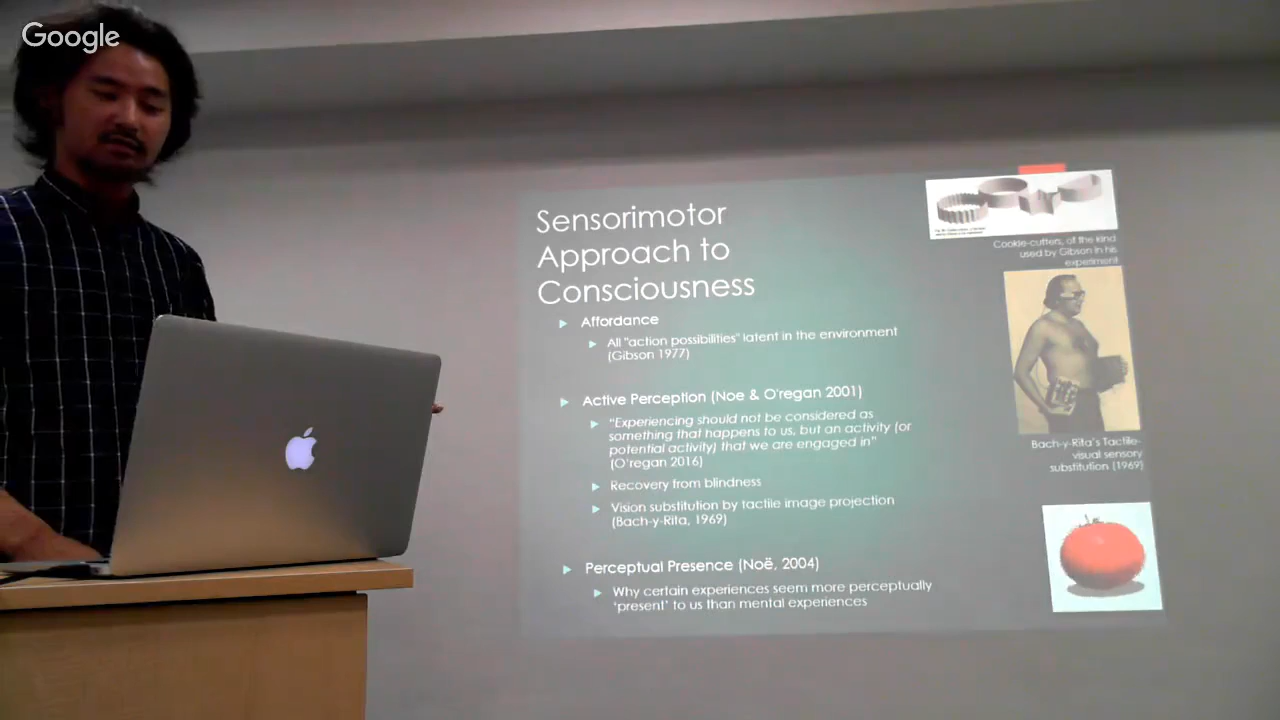 Google
Sensorimotor
Approach to
Consciousness
Affordance
All "action possibilities" latent in the environment
(Gibson 1977)
Active Perception (Noe & O'regan 2001)
"Experiencing should not be considered as
something that happens to us, but an activity (or
potential activity) that we are engaged in"
(O'regan 2016)
Recovery from blindness
Vision substitution by tactile image projection
(Bach-y-Rita, 1969)
Perceptual Presence (Noë, 2004)
Why certain experiences seem more perceptually
'present' to us than mental experiences
Cookie-cutters, of the kind
used by Gibson in his
experiment
Bach-y-Rita's Tactile-
visual sensory
substitution (1969)